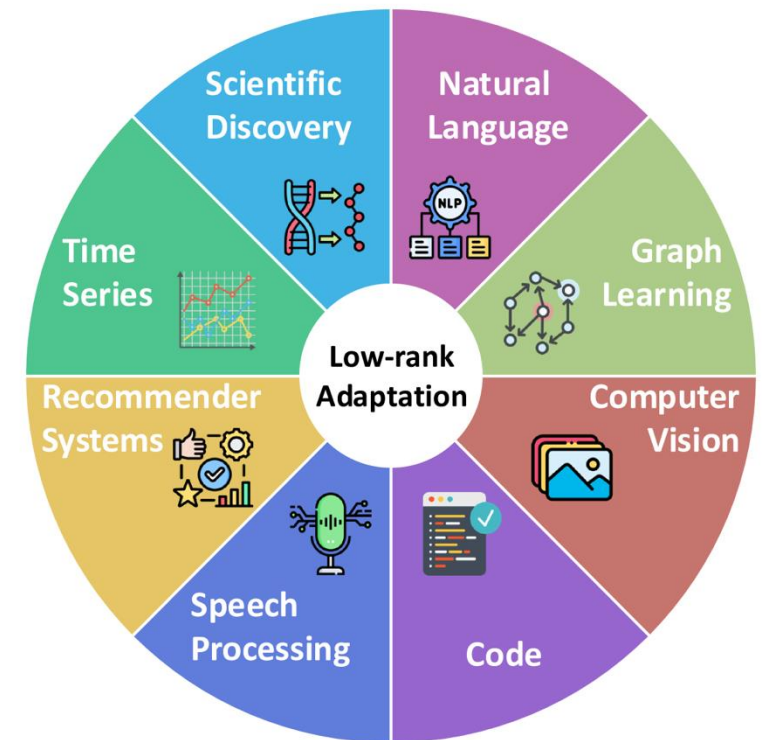 Scientific
Discovery
Natural
Language
NLP
Time
Series
Graph
Learning
Low-rank
Adaptation
Recommender
Systems
Computer
Vision
Speech
Processing
Code